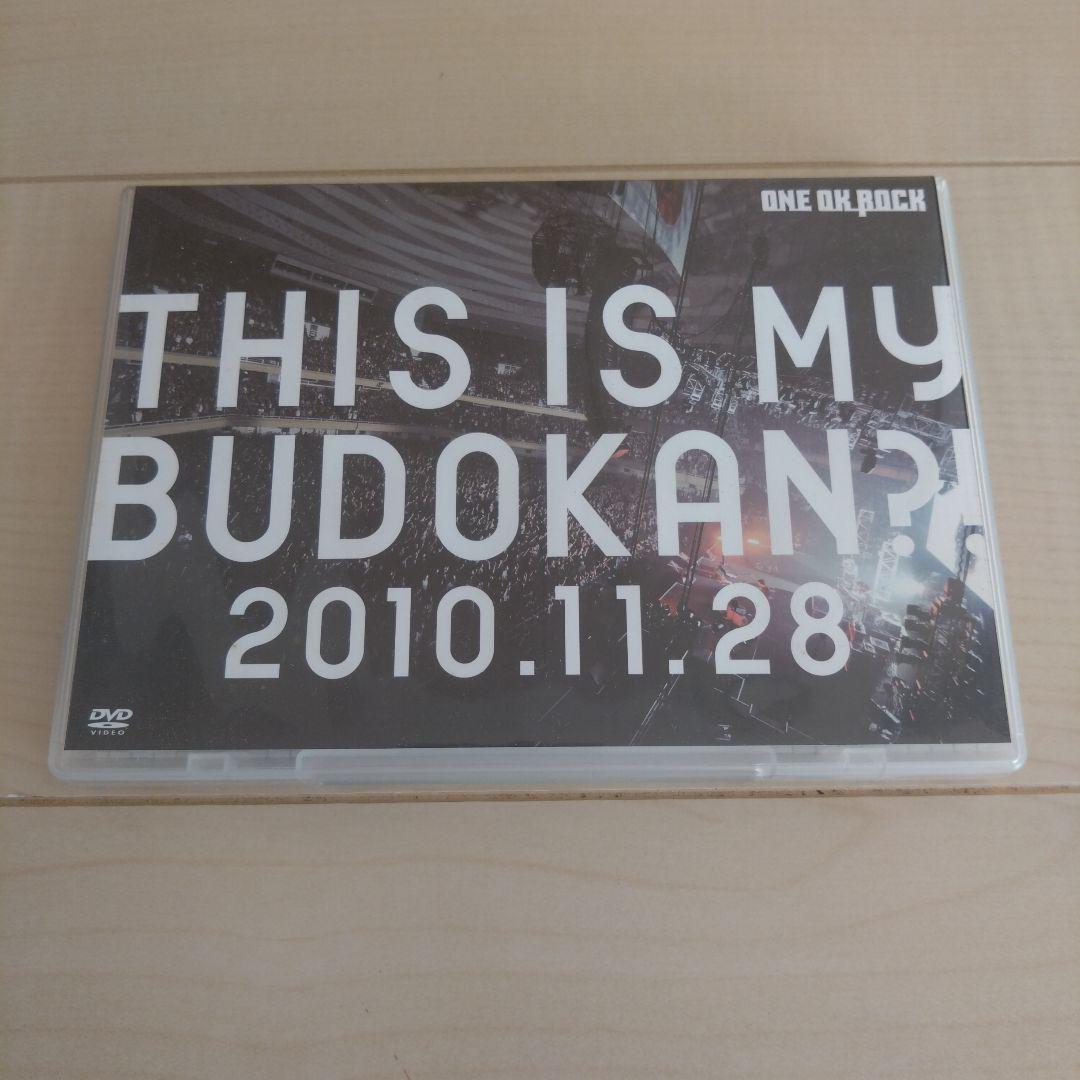 ONE OK ROCK
THIS IS MY
BUDOKAN?!
2010.11.28
DVD
VIDEO